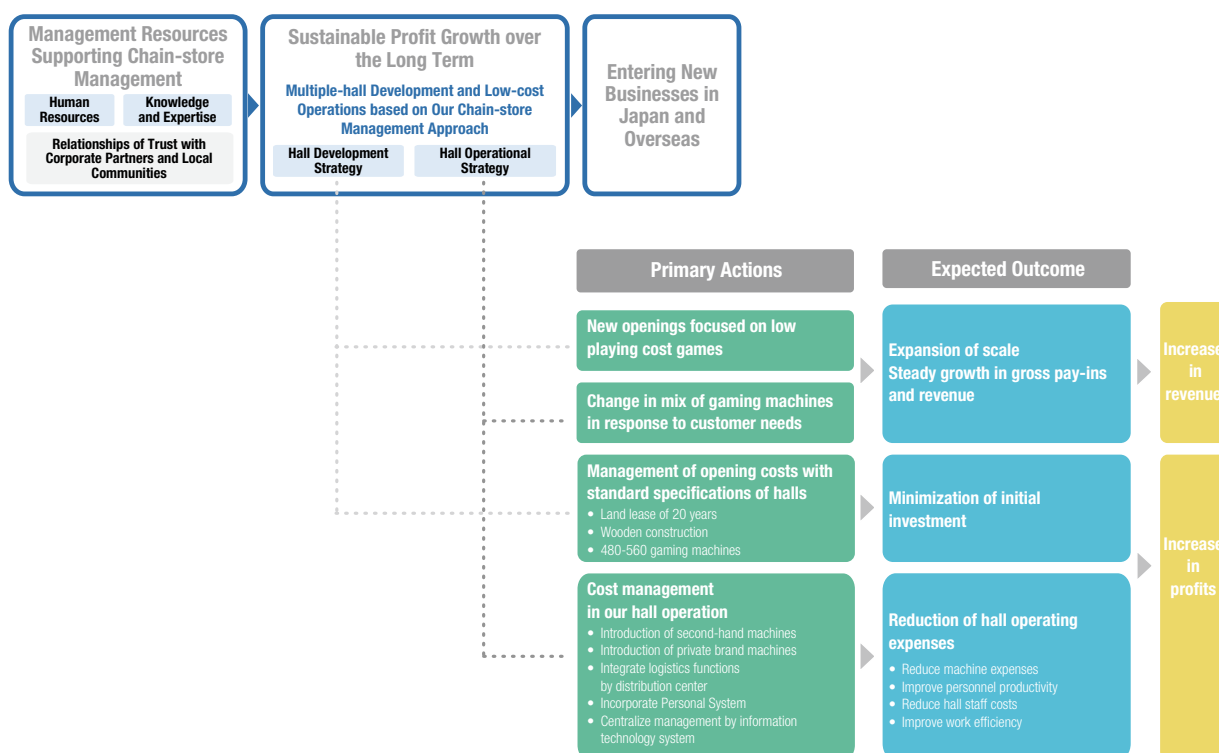 Management Resources
Supporting Chain-store
Management
Human
Resources
Knowledge
and Expertise
Relationships of Trust with
Corporate Partners and Local
Communities
Sustainable Profit Growth over
the Long Term
Multiple-hall Development and Low-cost
Operations based on Our Chain-store
Management Approach
Hall Development
Strategy
Hall Operational
Strategy
Entering New
Businesses in
Japan and
Overseas
Primary Actions
Expected Outcome
New openings focused on low
playing cost games
Change in mix of gaming machines
in response to customer needs
Expansion of scale
Steady growth in gross pay-ins
and revenue
Increase
in
revenue
Management of opening costs with
standard specifications of halls
• Land lease of 20 years
• Wooden construction
• 480-560 gaming machines
Minimization of initial
investment
Cost management
in our hall operation
• Introduction of second-hand machines
• Introduction of private brand machines
• Integrate logistics functions
by distribution center
• Incorporate Personal System
• Centralize management by information
technology system
Reduction of hall operating
expenses
• Reduce machine expenses
• Improve personnel productivity
• Reduce hall staff costs
• Improve work efficiency
Increase
in
profits